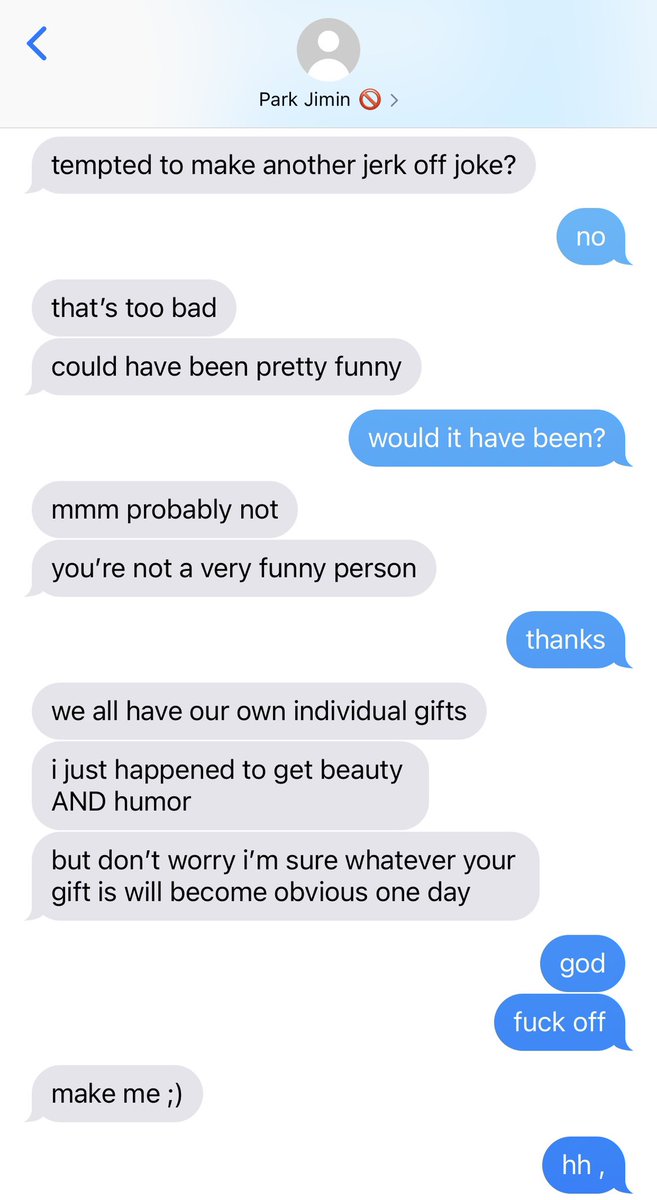 Park Jimin 🚫
tempted to make another jerk off joke?
no
that’s too bad
could have been pretty funny
would it have been?
mmm probably not
you’re not a very funny person
thanks
we all have our own individual gifts
i just happened to get beauty
AND humor
but don’t worry i’m sure whatever your
gift is will become obvious one day
god
fuck off
make me ;)
hh ,